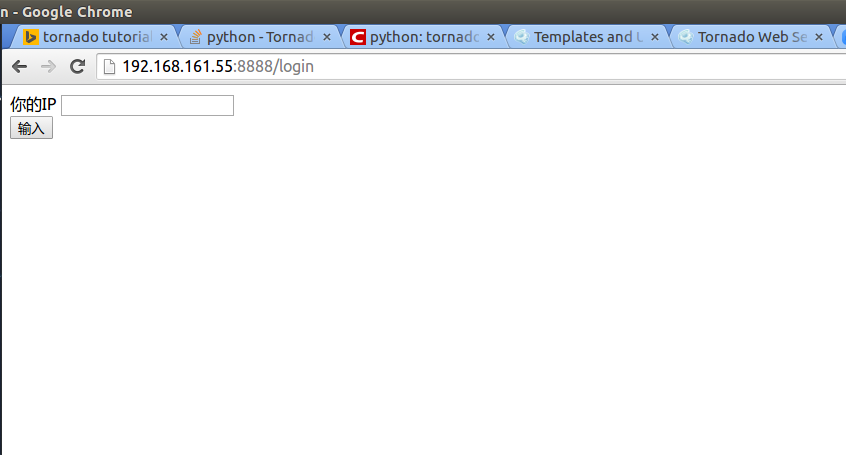 n - Google Chrome
tornado tutorial
python - Tornad
python: tornado
Templates and U
Tornado Web Se
192.168.161.55:8888/login
你的IP
输入